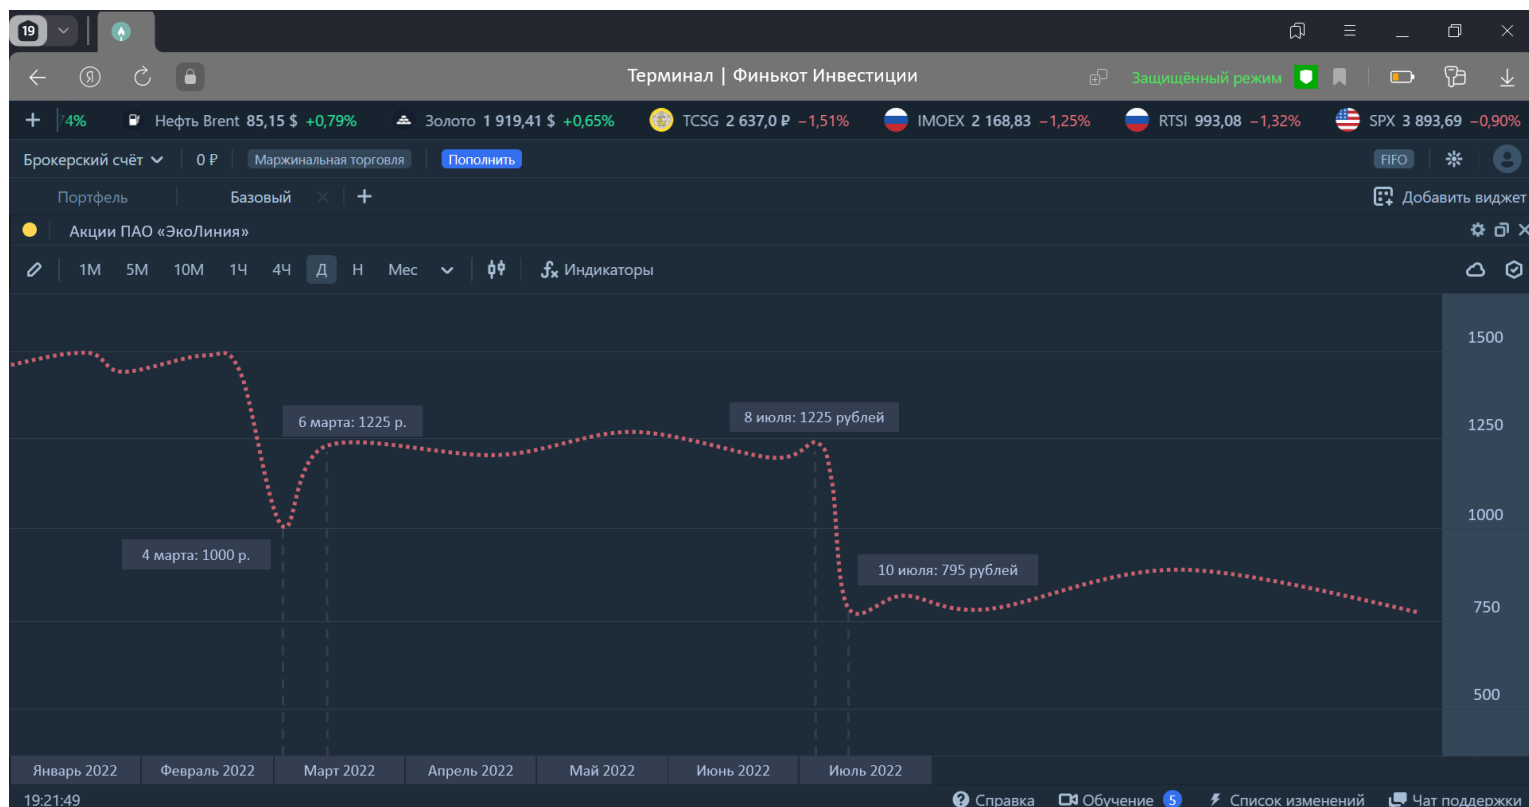 19
Терминал | Финькот Инвестиции
Защищённый режим
74% Нефть Brent 85,15 $ +0,79% Золото 1 919,41 $ +0,65% TCSG 2 637,0 ₽ −1,51% IMOEX 2 168,83 −1,25% RTSI 993,08 −1,32% SPX 3 893,69 −0,90%
Брокерский счёт 0 ₽ Маржинальная торговля Пополнить FIFO
Портфель Базовый Добавить виджет
Акции ПАО «ЭкоЛиния»
1М 5М 10М 1Ч 4Ч Д Н Мес fx Индикаторы
1500
6 марта: 1225 р.
8 июля: 1225 рублей
1250
1000
4 марта: 1000 р.
10 июля: 795 рублей
750
500
Январь 2022 Февраль 2022 Март 2022 Апрель 2022 Май 2022 Июнь 2022 Июль 2022
19:21:49 Справка Обучение 5 Список изменений Чат поддержки